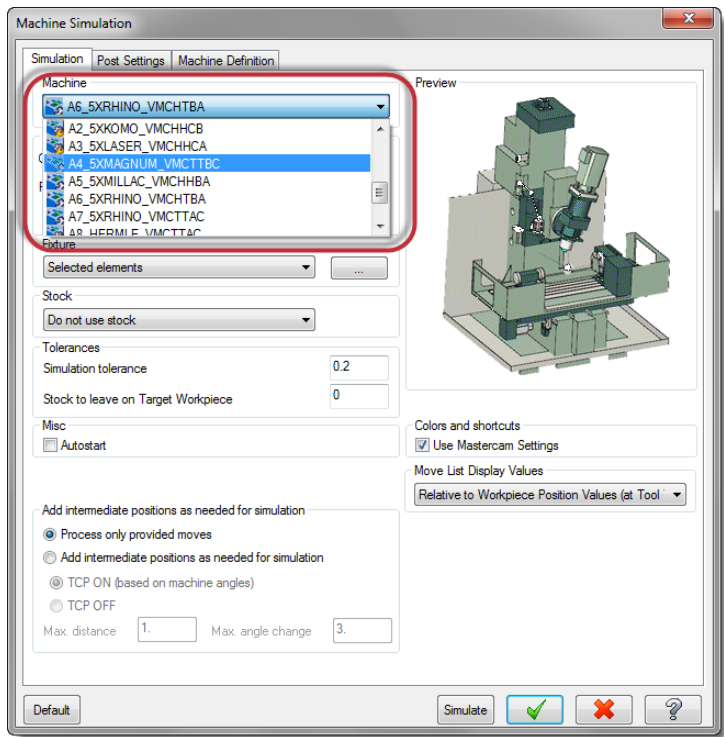 Machine Simulation
Simulation Post Settings Machine Definition
Machine
A6_5XRHINO_VMCHTBA
A2_5XKOMO_VMCHHCB
A3_5XLASER_VMCHHCA
A4_5XMAGNUM_VMCTTBC
A5_5XMILLAC_VMCHHBA
A6_5XRHINO_VMCHTBA
A7_5XRHINO_VMCTTAC
A8_HERMLE_VMCTTAC
Fixture
Selected elements ...
Stock
Do not use stock
Tolerances
Simulation tolerance 0.2
Stock to leave on Target Workpiece 0
Misc
Autostart
Add intermediate positions as needed for simulation
Process only provided moves
Add intermediate positions as needed for simulation
TCP ON (based on machine angles)
TCP OFF
Max. distance 1. Max. angle change 3.
Preview
Colors and shortcuts
Use Mastercam Settings
Move List Display Values
Relative to Workpiece Position Values (at Tool
Default Simulate